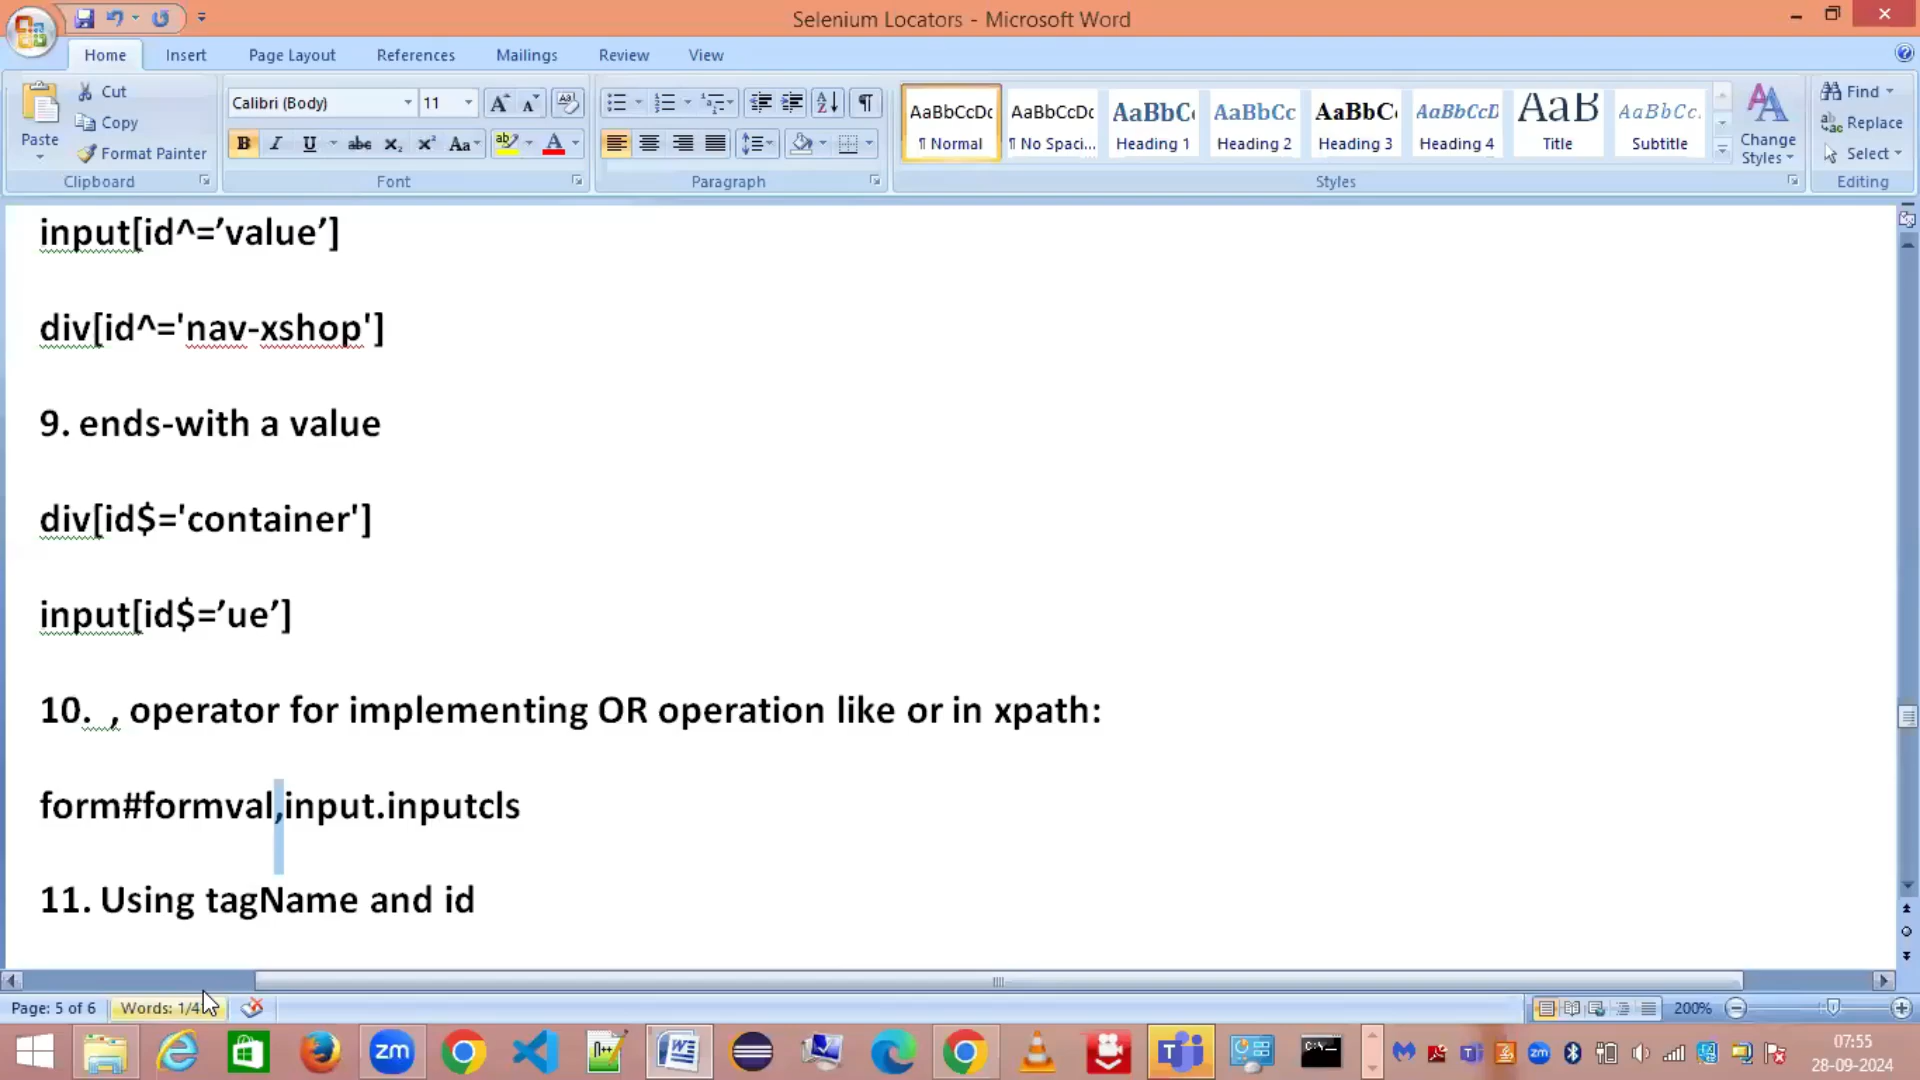 Selenium Locators - Microsoft Word
Home Insert Page Layout References Mailings Review View
Paste Cut Copy Format Painter Clipboard
Calibri (Body) 11 B I U abc Aa Font
Paragraph
AaBbCcDc ¶ Normal
AaBbCcDc ¶ No Spaci...
AaBbC Heading 1
AaBbCc Heading 2
AaBbC Heading 3
AaBbCcD Heading 4
AaB Title
AaBbCc. Subtitle
Change Styles Styles
Find Replace Select Editing
input[id^=’value’]
div[id^='nav-xshop']
9. ends-with a value
div[id$='container']
input[id$=’ue’]
10.  , operator for implementing OR operation like or in xpath:
form#formval,input.inputcls
11. Using tagName and id
Page: 5 of 6 Words: 1/4 200%
07:55
28-09-2024